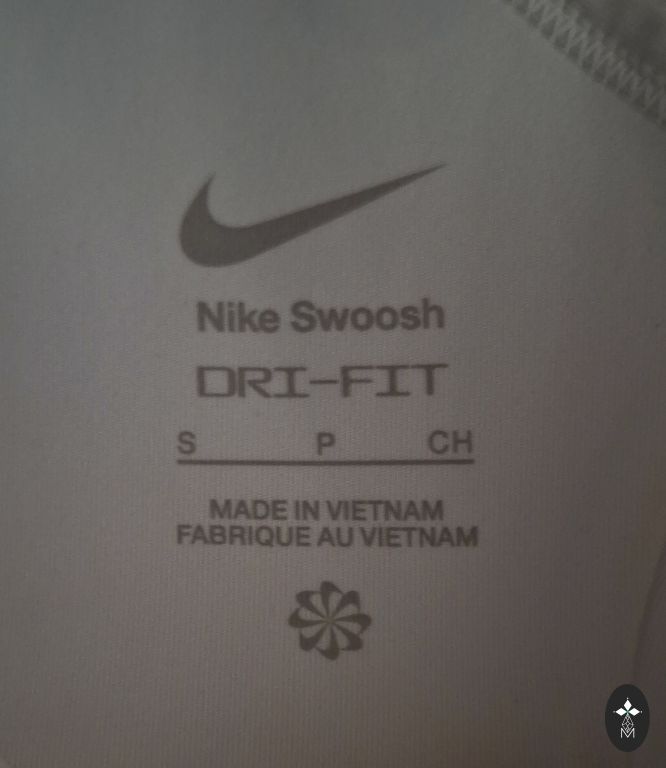 Nike Swoosh
DRI-FIT
S P CH
MADE IN VIETNAM
FABRIQUE AU VIETNAM
M